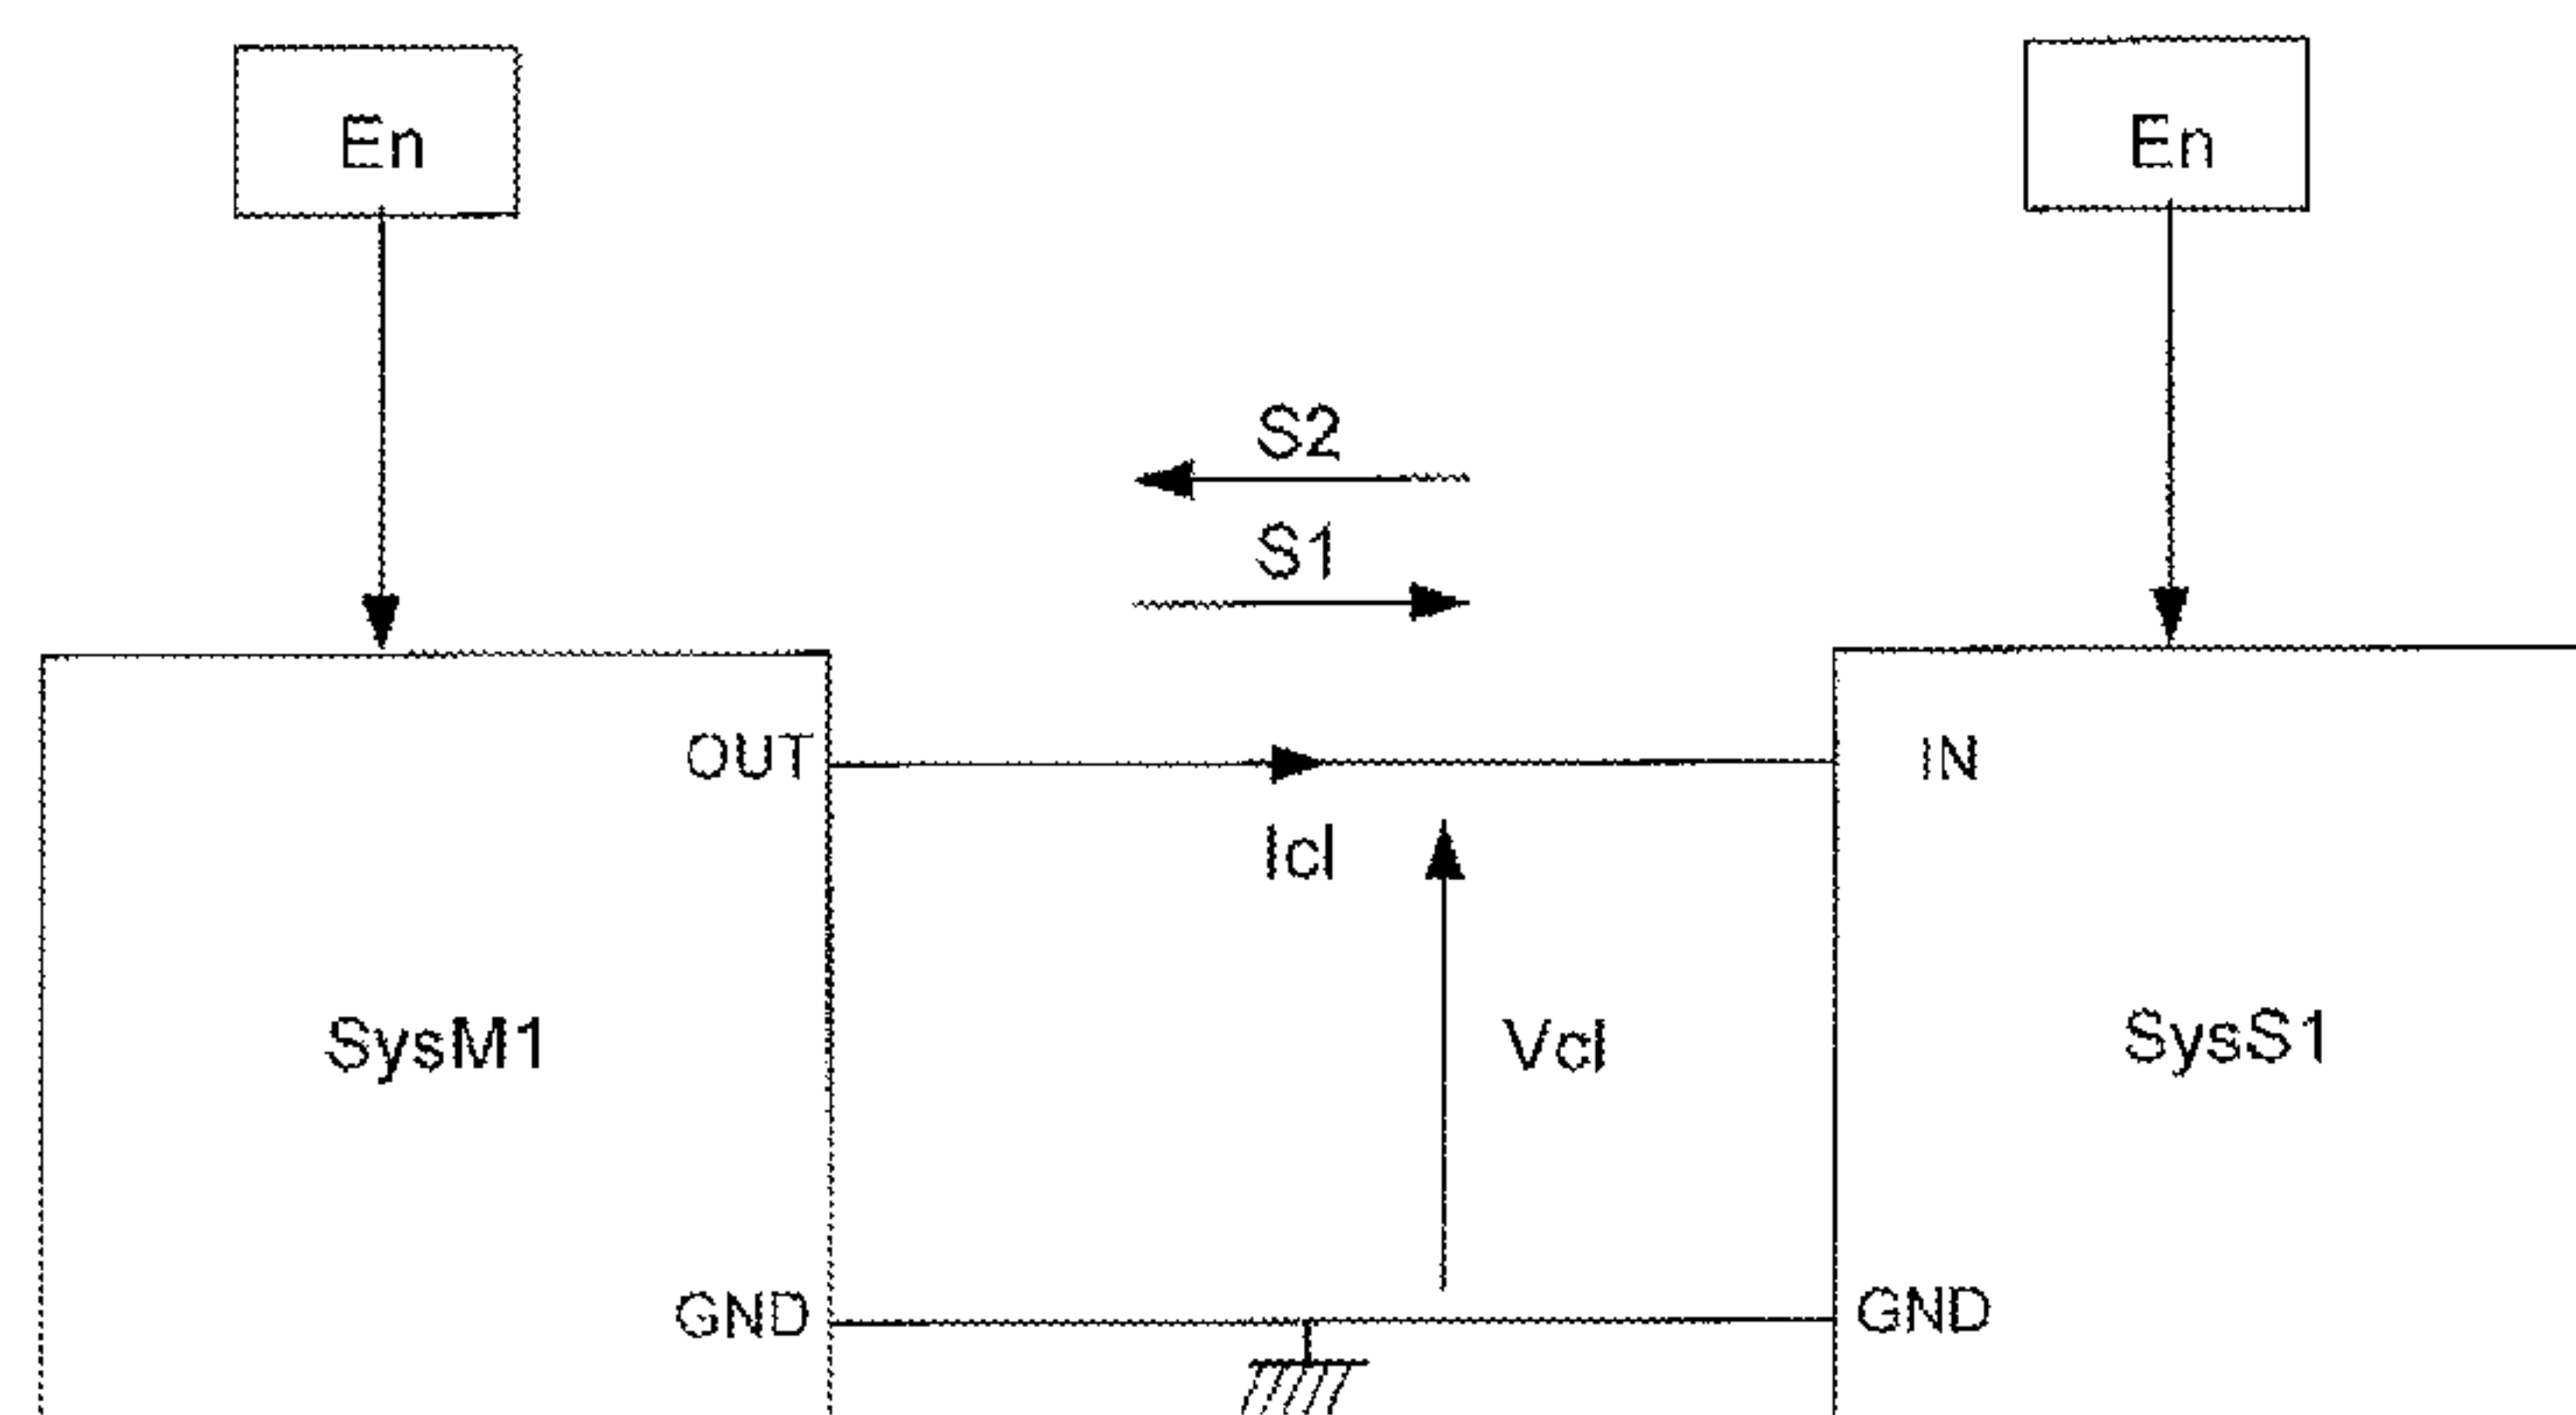 En
En
S2
S1
OUT
IN
Icl
SysM1
Vcl
SysS1
GND
GND